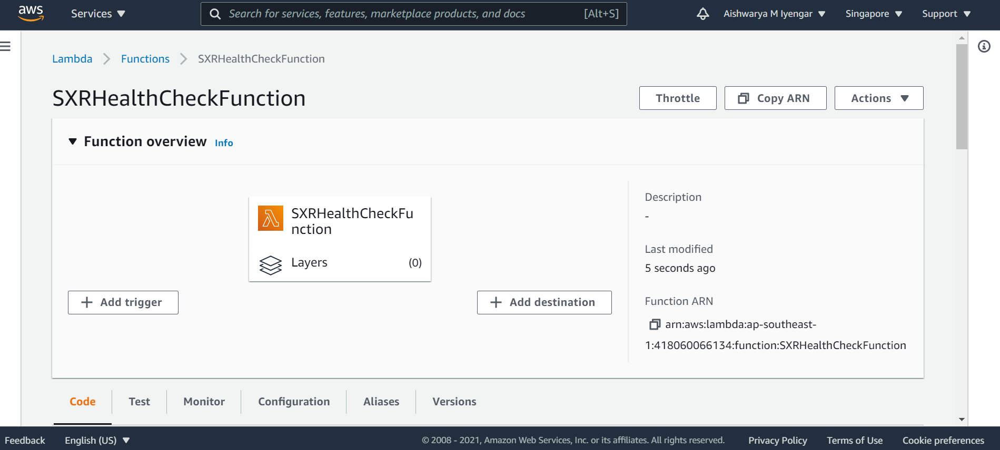 aws
Services
Search for services, features, marketplace products, and docs
[Alt+S]
Aishwarya M Iyengar
Singapore
Support
Lambda
Functions
SXRHealthCheckFunction
SXRHealthCheckFunction
Throttle
Copy ARN
Actions
Function overview
Info
SXRHealthCheckFu
nction
Layers
(0)
Add trigger
Add destination
Description
-
Last modified
5 seconds ago
Function ARN
arn:aws:lambda:ap-southeast-
1:418060066134:function:SXRHealthCheckFunction
Code
Test
Monitor
Configuration
Aliases
Versions
Feedback
English (US)
© 2008 - 2021, Amazon Web Services, Inc. or its affiliates. All rights reserved.
Privacy Policy
Terms of Use
Cookie preferences